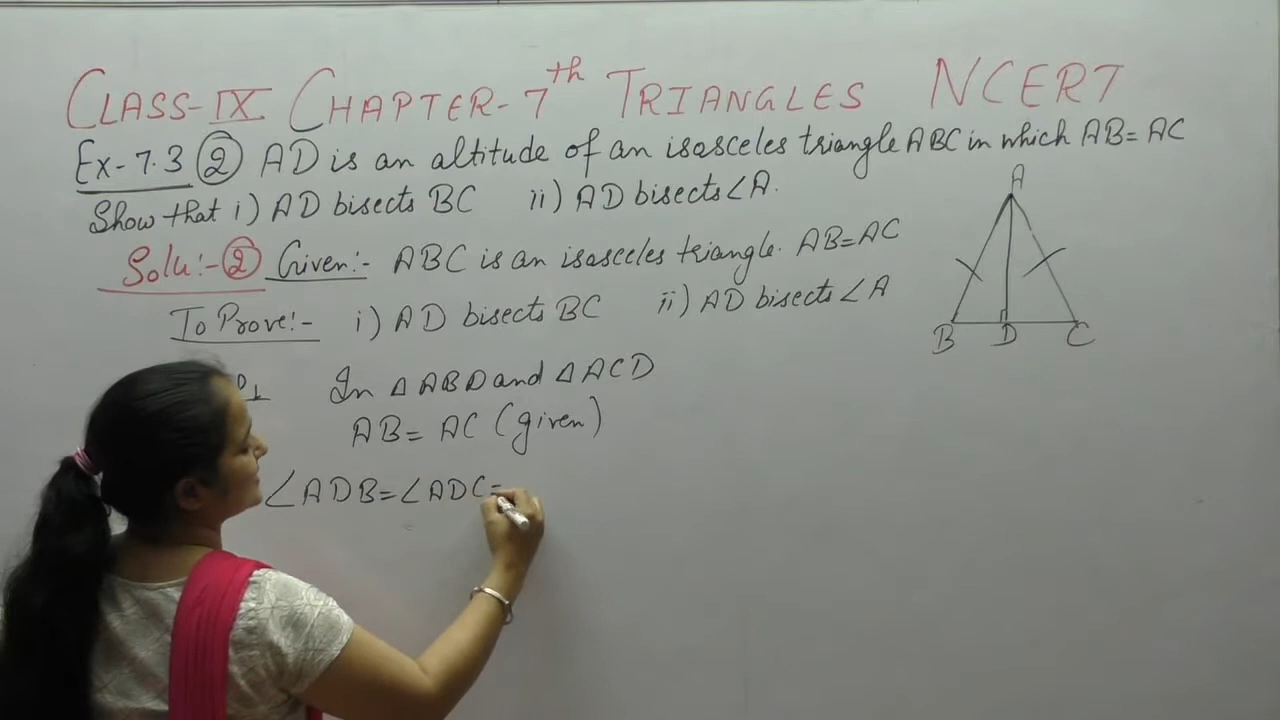 CLASS-IX CHAPTER-7th TRIANGLES NCERT
Ex-7.3 ② AD is an altitude of an isosceles triangle ABC in which AB=AC
Show that i) AD bisects BC ii) AD bisects ∠A.
Solu:-② Given:- ABC is an isosceles triangle. AB=AC
To Prove:- i) AD bisects BC ii) AD bisects ∠A
In △ABD and △ACD
AB= AC (given)
∠ADB=∠ADC=
A
B D C